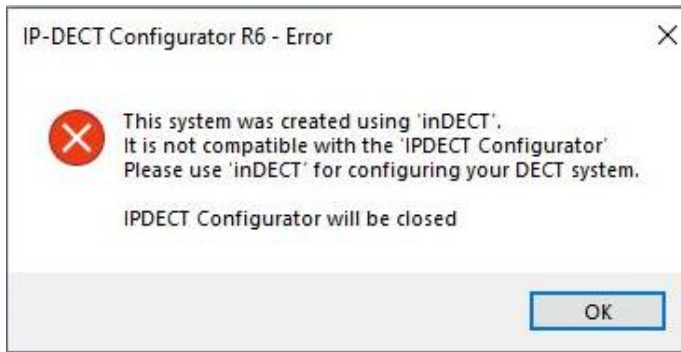 IP-DECT Configurator R6 - Error
This system was created using 'inDECT'.
It is not compatible with the 'IPDECT Configurator'
Please use 'inDECT' for configuring your DECT system.
IPDECT Configurator will be closed
OK